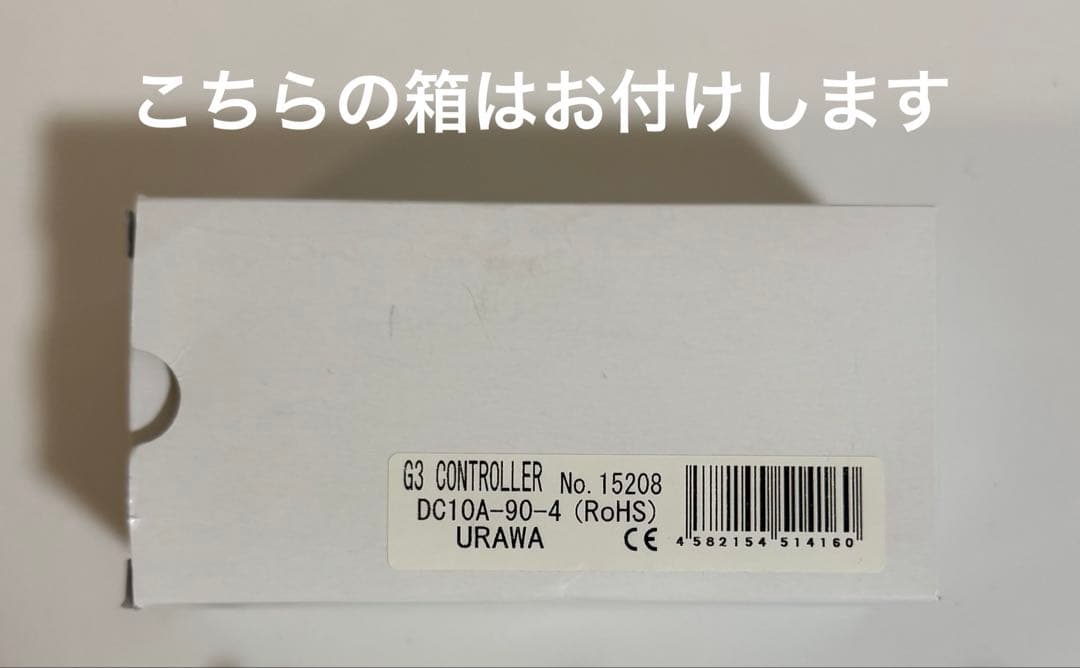 こちらの箱はお付けします
G3 CONTROLLER No.15208
DC10A-90-4 (RoHS)
URAWA CE
4 582154 514160